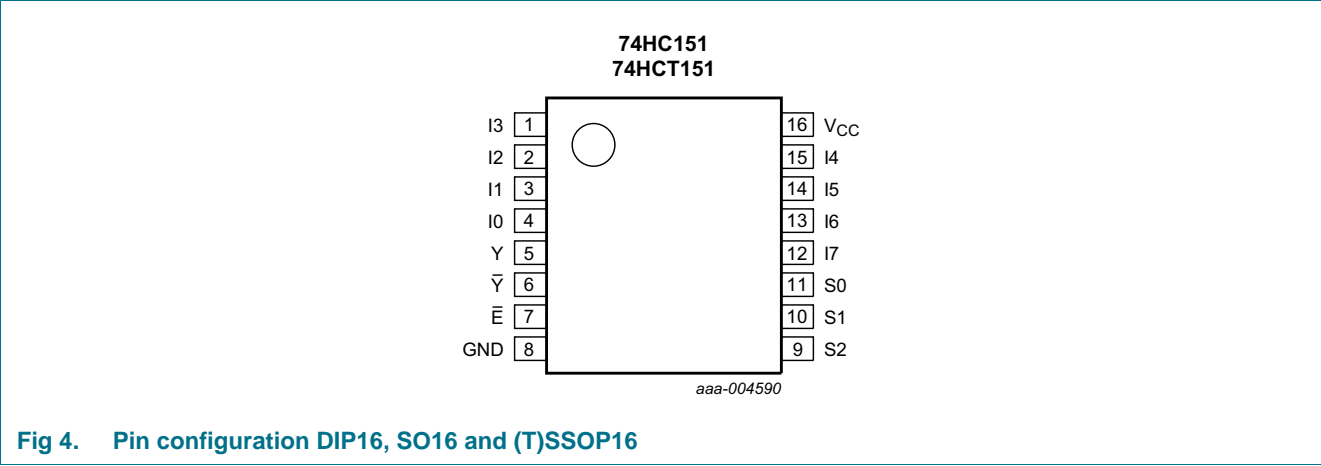 74HC151
74HCT151
I3 1 16 VCC
I2 2 15 I4
I1 3 14 I5
I0 4 13 I6
Y 5 12 I7
Y̅ 6 11 S0
E̅ 7 10 S1
GND 8 9 S2
aaa-004590
Fig 4. Pin configuration DIP16, SO16 and (T)SSOP16